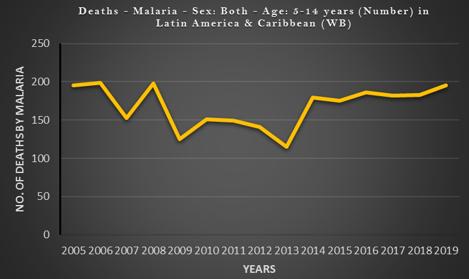 Deaths - Malaria - Sex: Both - Age: 5-14 years (Number) in
Latin America & Caribbean (WB)
250
200
150
100
50
0
NO. OF DEATHS BY MALARIA
2005 2006 2007 2008 2009 2010 2011 2012 2013 2014 2015 2016 2017 2018 2019
YEARS